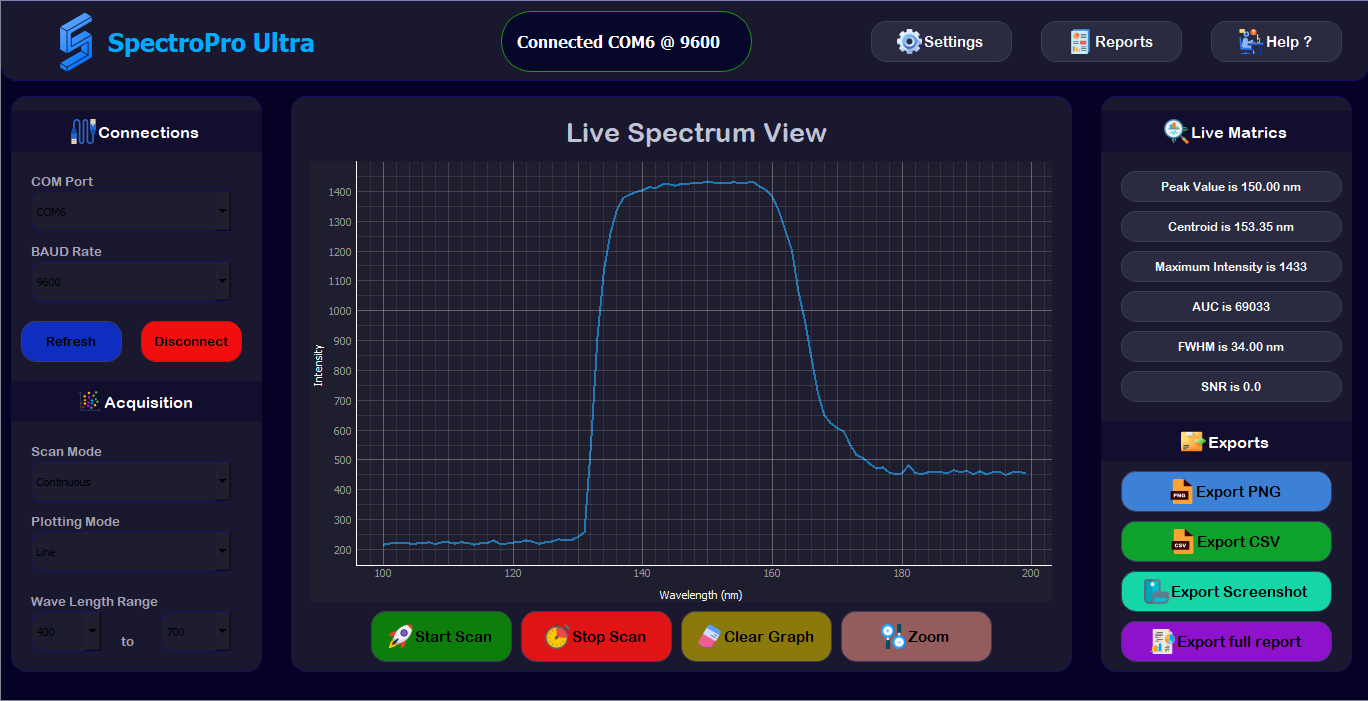 SpectroPro Ultra
Connected COM6 @ 9600
Settings
Reports
Help ?
Connections
COM Port
COM6
BAUD Rate
9600
Refresh
Disconnect
Acquisition
Scan Mode
Continuous
Plotting Mode
Line
Wave Length Range
400
to
700
Live Spectrum View
Intensity
1400
1300
1200
1100
1000
900
800
700
600
500
400
300
200
100
120
140
160
180
200
Wavelength (nm)
Start Scan
Stop Scan
Clear Graph
Zoom
Live Matrics
Peak Value is 150.00 nm
Centroid is 153.35 nm
Maximum Intensity is 1433
AUC is 69033
FWHM is 34.00 nm
SNR is 0.0
Exports
PNG
Export PNG
CSV
Export CSV
Export Screenshot
Export full report